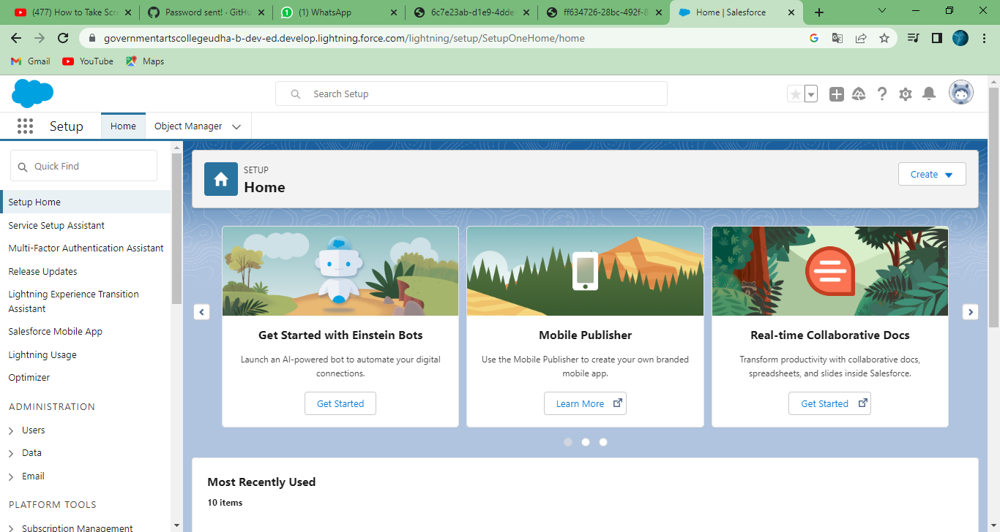 (477) How to Take Scre
Password sent! · GitHu
(1) WhatsApp
6c7e23ab-d1e9-4dde-
ff634726-28bc-492f-8
Home | Salesforce
governmentartscollegeudha-b-dev-ed.develop.lightning.force.com/lightning/setup/SetupOneHome/home
Gmail
YouTube
Maps
Search Setup
Setup
Home
Object Manager
Quick Find
Setup Home
Service Setup Assistant
Multi-Factor Authentication Assistant
Release Updates
Lightning Experience Transition
Assistant
Salesforce Mobile App
Lightning Usage
Optimizer
ADMINISTRATION
Users
Data
Email
PLATFORM TOOLS
Subscription Management
SETUP
Home
Create
Get Started with Einstein Bots
Launch an AI-powered bot to automate your digital
connections.
Get Started
Mobile Publisher
Use the Mobile Publisher to create your own branded
mobile app.
Learn More
Real-time Collaborative Docs
Transform productivity with collaborative docs,
spreadsheets, and slides inside Salesforce.
Get Started
Most Recently Used
10 items